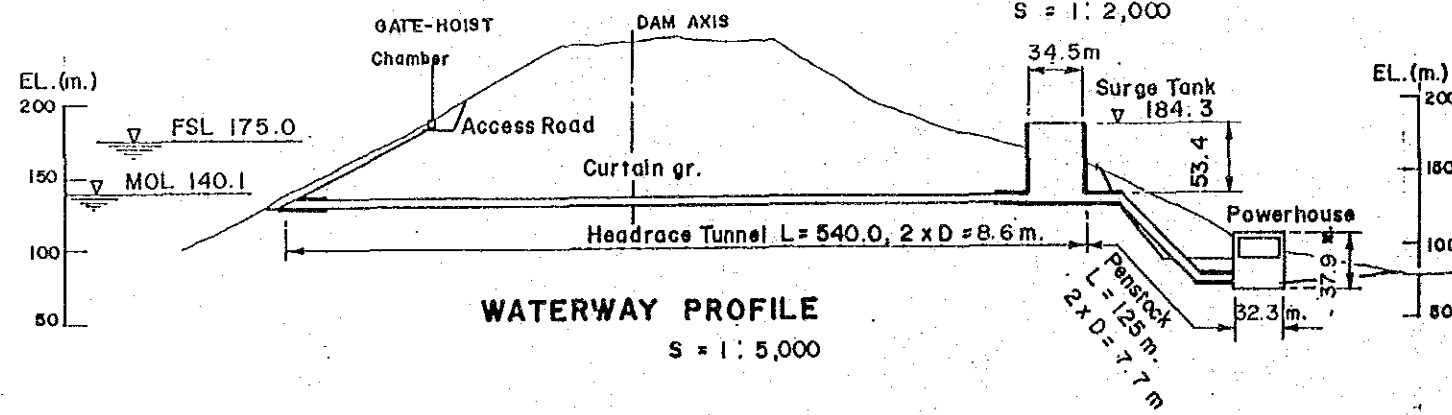 S = 1: 2,000
GATE-HOIST
Chamber
DAM AXIS
34.5m
EL.(m.)
EL.(m.)
200
200
Surge Tank
184.3
FSL 175.0
Access Road
53.4
150
150
MOL 140.1
Curtain gr.
Powerhouse
Headrace Tunnel L = 540.0, 2 x D = 8.6 m.
100
100
37.9 m
Penstock
L = 125 m.
2 x D = 7.7 m
32.3 m.
50
50
WATERWAY PROFILE
S = 1: 5,000